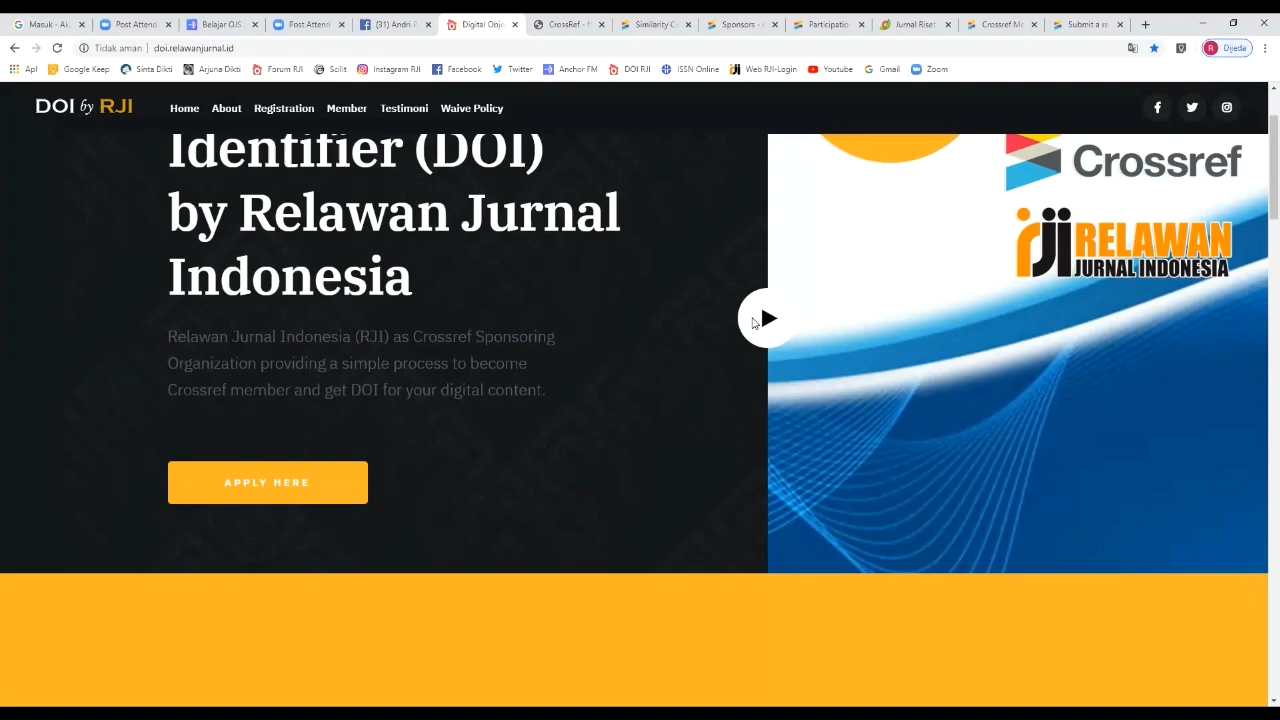 Masuk - Ak
Post Attend
Belajar OJS
Post Attend
(31) Andri P
Digital Obje
CrossRef - f
Similarity C
Sponsors -
Participatio
Jurnal Riset
Crossref Me
Submit a re
Tidak aman | doi.relawanjurnal.id
Dijeda
Apl Google Keep Sinta Dikti Arjuna Dikti Forum RJI Scilit Instagram RJI Facebook Twitter Anchor FM DOI RJI ISSN Online Web RJI-Login Youtube Gmail Zoom
DOI by RJI
Home About Registration Member Testimoni Waive Policy
Identifier (DOI)
by Relawan Jurnal
Indonesia
Relawan Jurnal Indonesia (RJI) as Crossref Sponsoring
Organization providing a simple process to become
Crossref member and get DOI for your digital content.
APPLY HERE
Crossref
rji RELAWAN
JURNAL INDONESIA